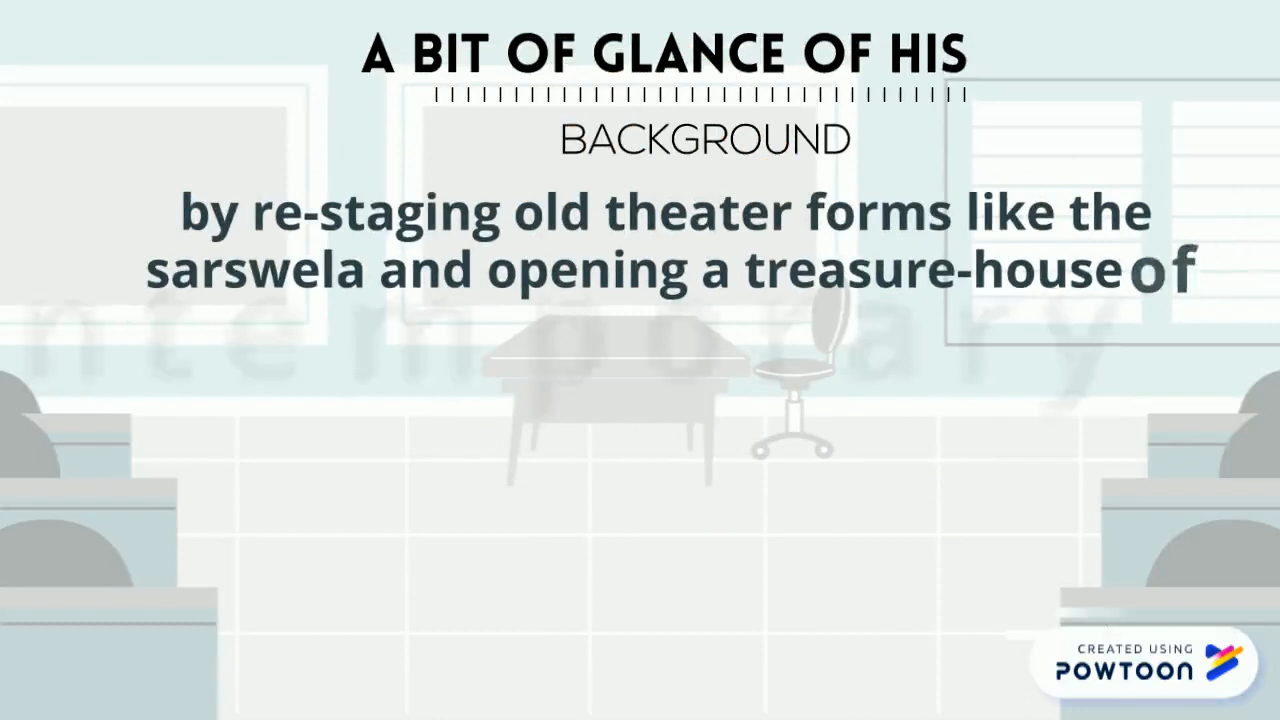 A BIT OF GLANCE OF HIS
BACKGROUND
by re-staging old theater forms like the
sarswela and opening a treasure-house of
CREATED USING
POWTOON